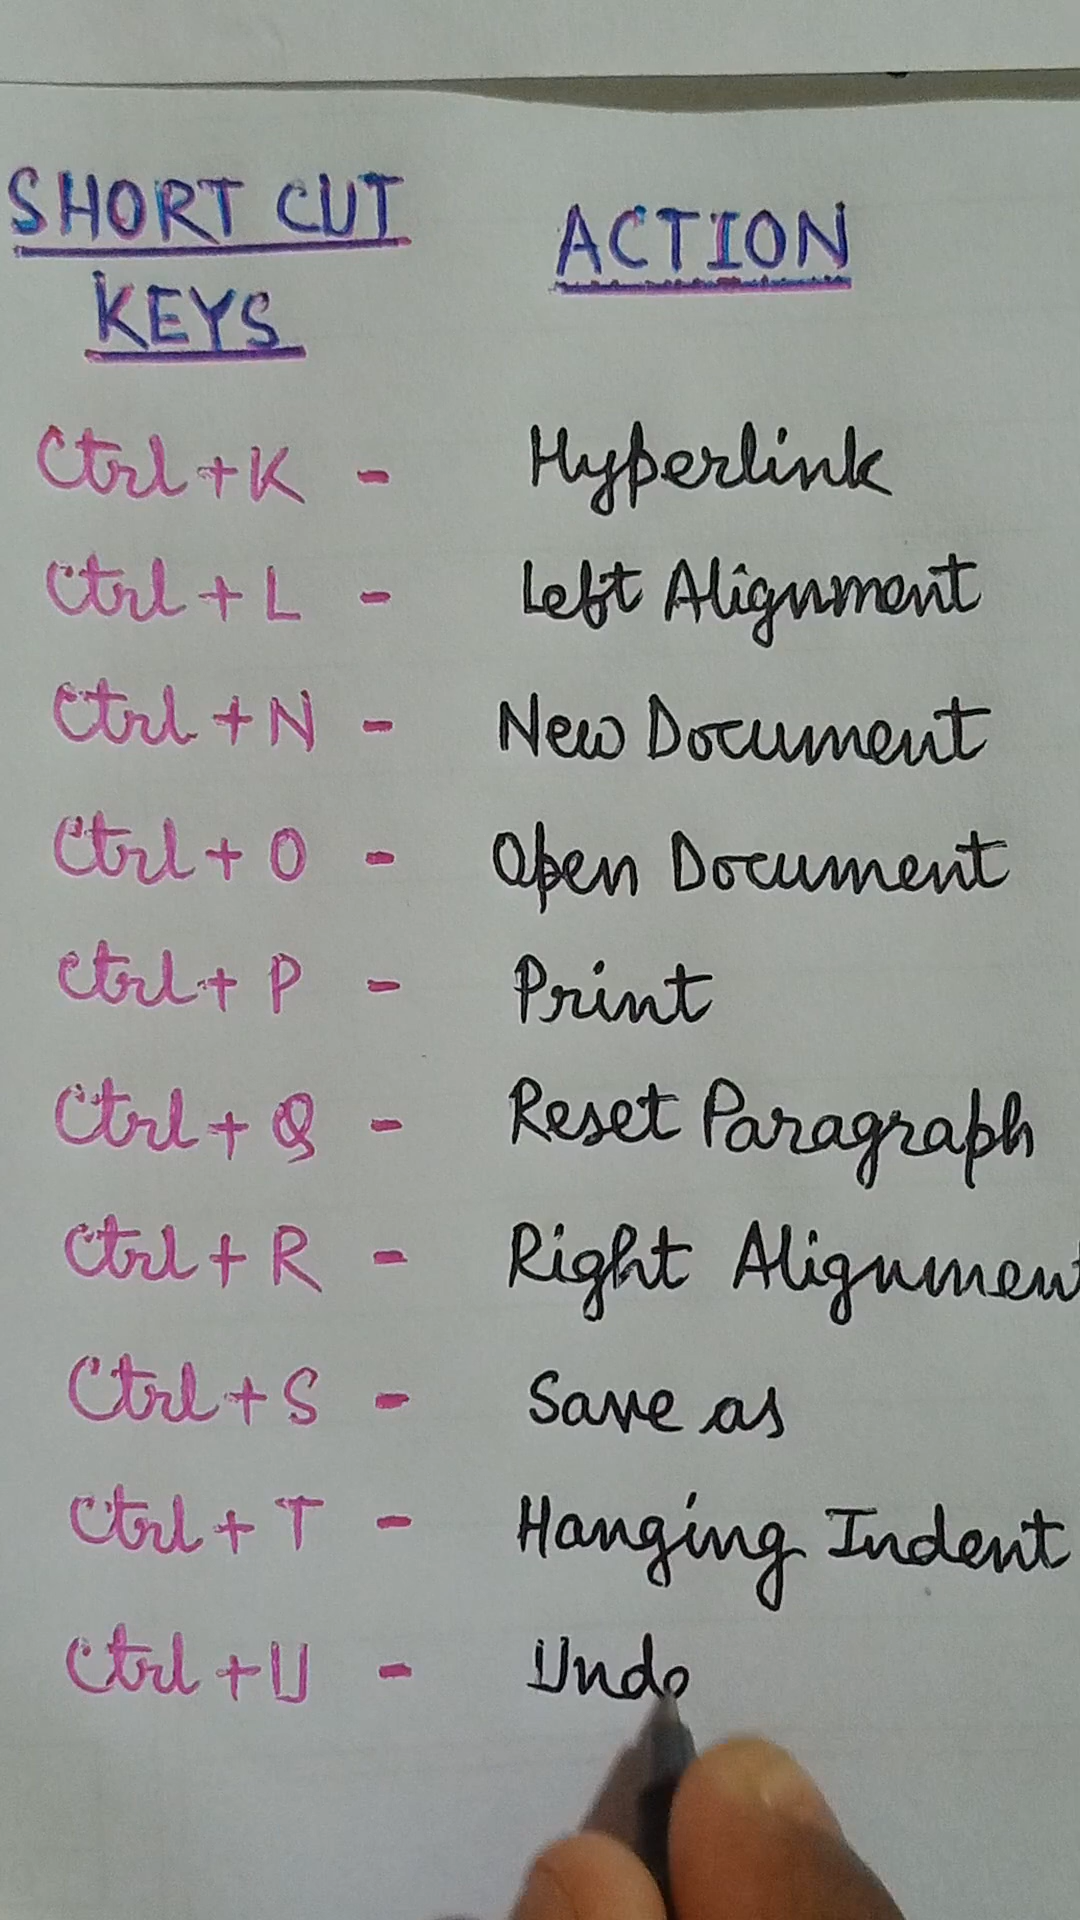 SHORT CUT KEYS ACTION
Ctrl + K - Hyperlink
Ctrl + L - Left Alignment
Ctrl + N - New Document
Ctrl + O - Open Document
Ctrl + P - Print
Ctrl + Q - Reset Paragraph
Ctrl + R - Right Alignment
Ctrl + S - Save as
Ctrl + T - Hanging Indent
Ctrl + U - Undo